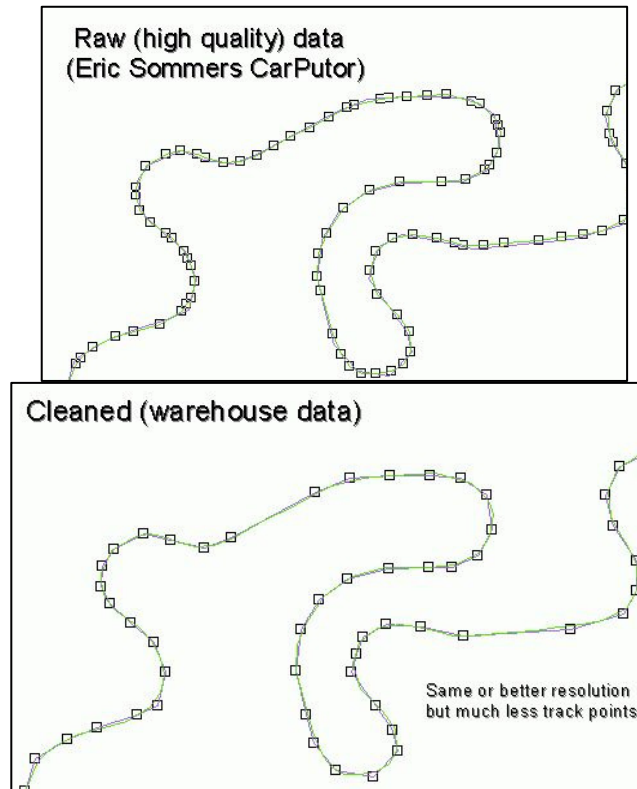 Raw (high quality) data
(Eric Sommers CarPutor)
Cleaned (warehouse data)
Same or better resolution
but much less track points